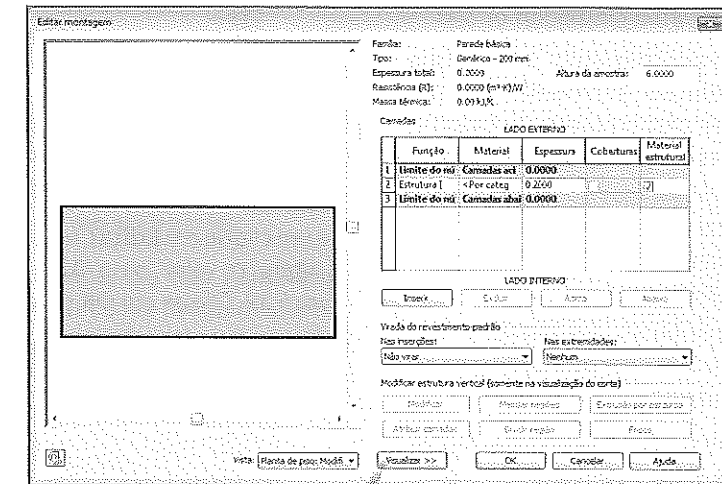 Editar montagem
Família: Parede básica
Tipo: Genérico - 200 mm
Espessura total: 0.2000 Altura da amostra: 6.0000
Resistência (R): 0.0000 (m²·K)/W
Massa térmica:
Camadas
LADO EXTERNO
Função Material Espessura Coberturas Material estrutural
1 Limite do nú Camadas aci 0.0000
2 Estrutura [ <Por categ 0.2000
3 Limite do nú Camadas abai 0.0000
LADO INTERNO
Inserir Excluir Acima Abaixo
Virada do revestimento padrão
Nas inserções: Nas extremidades:
Não virar Nenhum
Modificar estrutura vertical (somente na visualização do corte)
Modificar Mesclar regiões Extrusão por percurso
Atribuir camadas Dividir região Frisos
Vista: Planta de piso: Modifi Visualizar >> OK Cancelar Ajuda